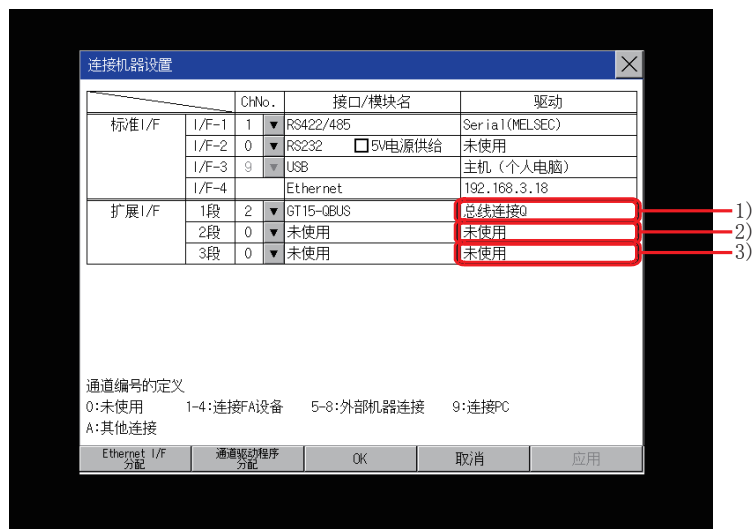 连接机器设置
ChNo. 接口/模块名 驱动
标准I/F I/F-1 1 RS422/485 Serial(MELSEC)
I/F-2 0 RS232 5V电源供给 未使用
I/F-3 9 USB 主机（个人电脑）
I/F-4 Ethernet 192.168.3.18
扩展I/F 1段 2 GT15-QBUS 总线连接Q 1)
2段 0 未使用 未使用 2)
3段 0 未使用 未使用 3)
通道编号的定义
0:未使用 1-4:连接FA设备 5-8:外部机器连接 9:连接PC
A:其他连接
Ethernet I/F 分配 通道驱动程序 分配 OK 取消 应用